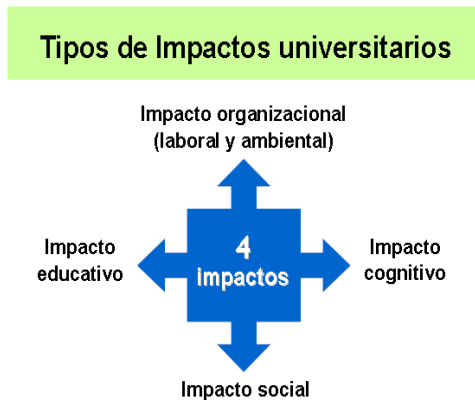 Tipos de Impactos universitarios
Impacto organizacional
(laboral y ambiental)
Impacto
educativo
4
impactos
Impacto
cognitivo
Impacto social